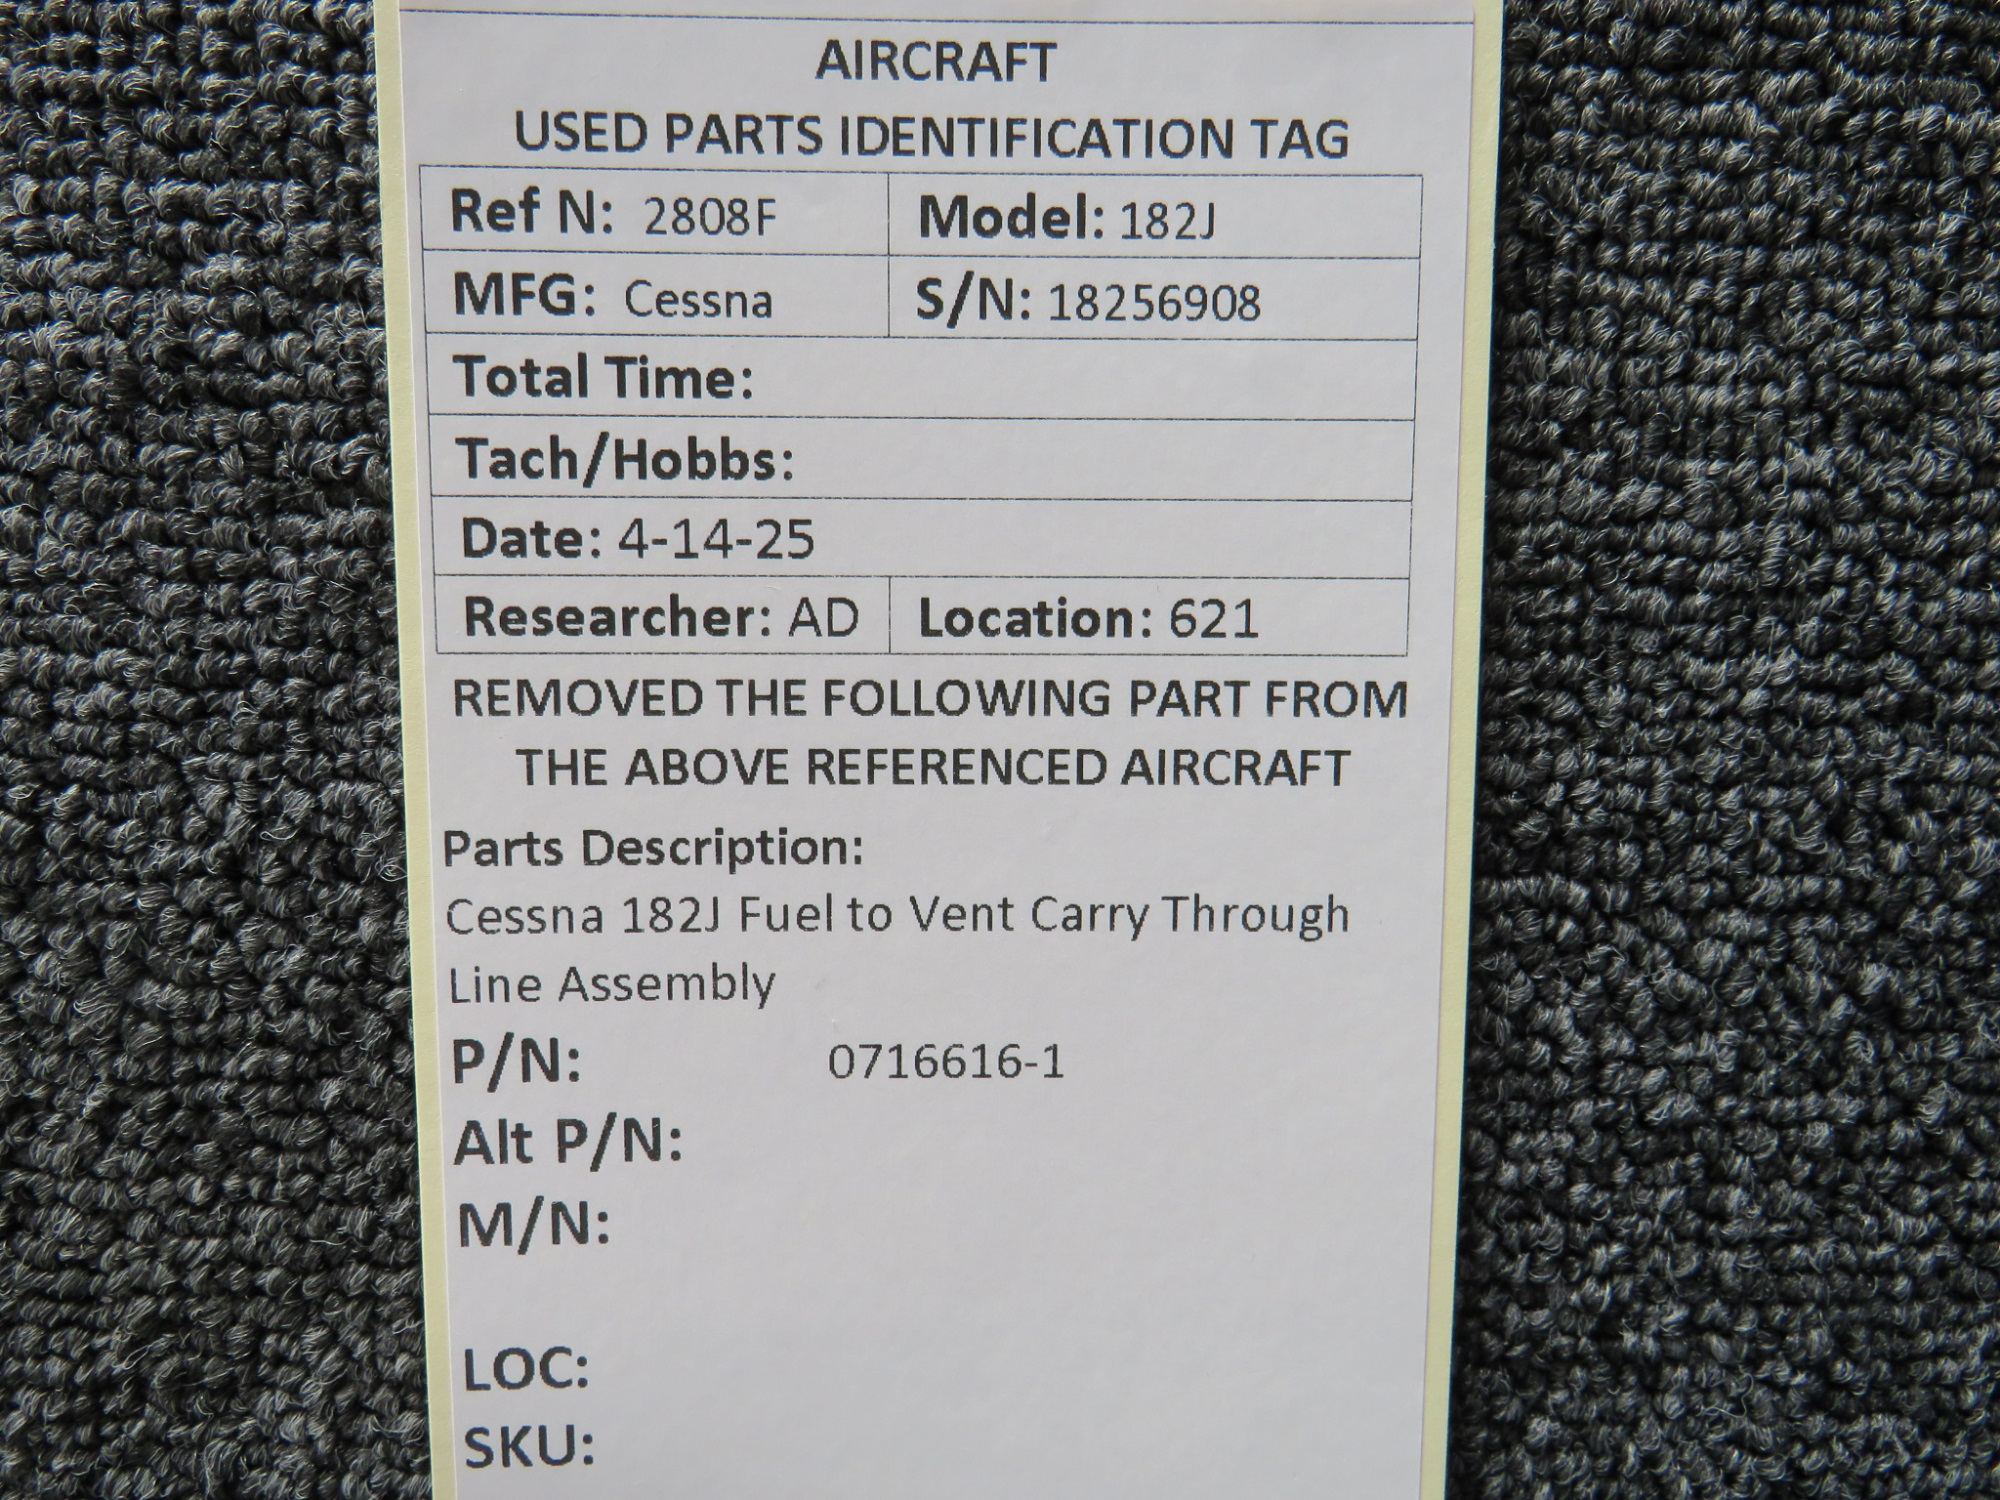 AIRCRAFT
USED PARTS IDENTIFICATION TAG
Ref N: 2808F Model: 182J
MFG: Cessna S/N: 18256908
Total Time:
Tach/Hobbs:
Date: 4-14-25
Researcher: AD Location: 621
REMOVED THE FOLLOWING PART FROM
THE ABOVE REFERENCED AIRCRAFT
Parts Description:
Cessna 182J Fuel to Vent Carry Through
Line Assembly
P/N: 0716616-1
Alt P/N:
M/N:
LOC:
SKU: